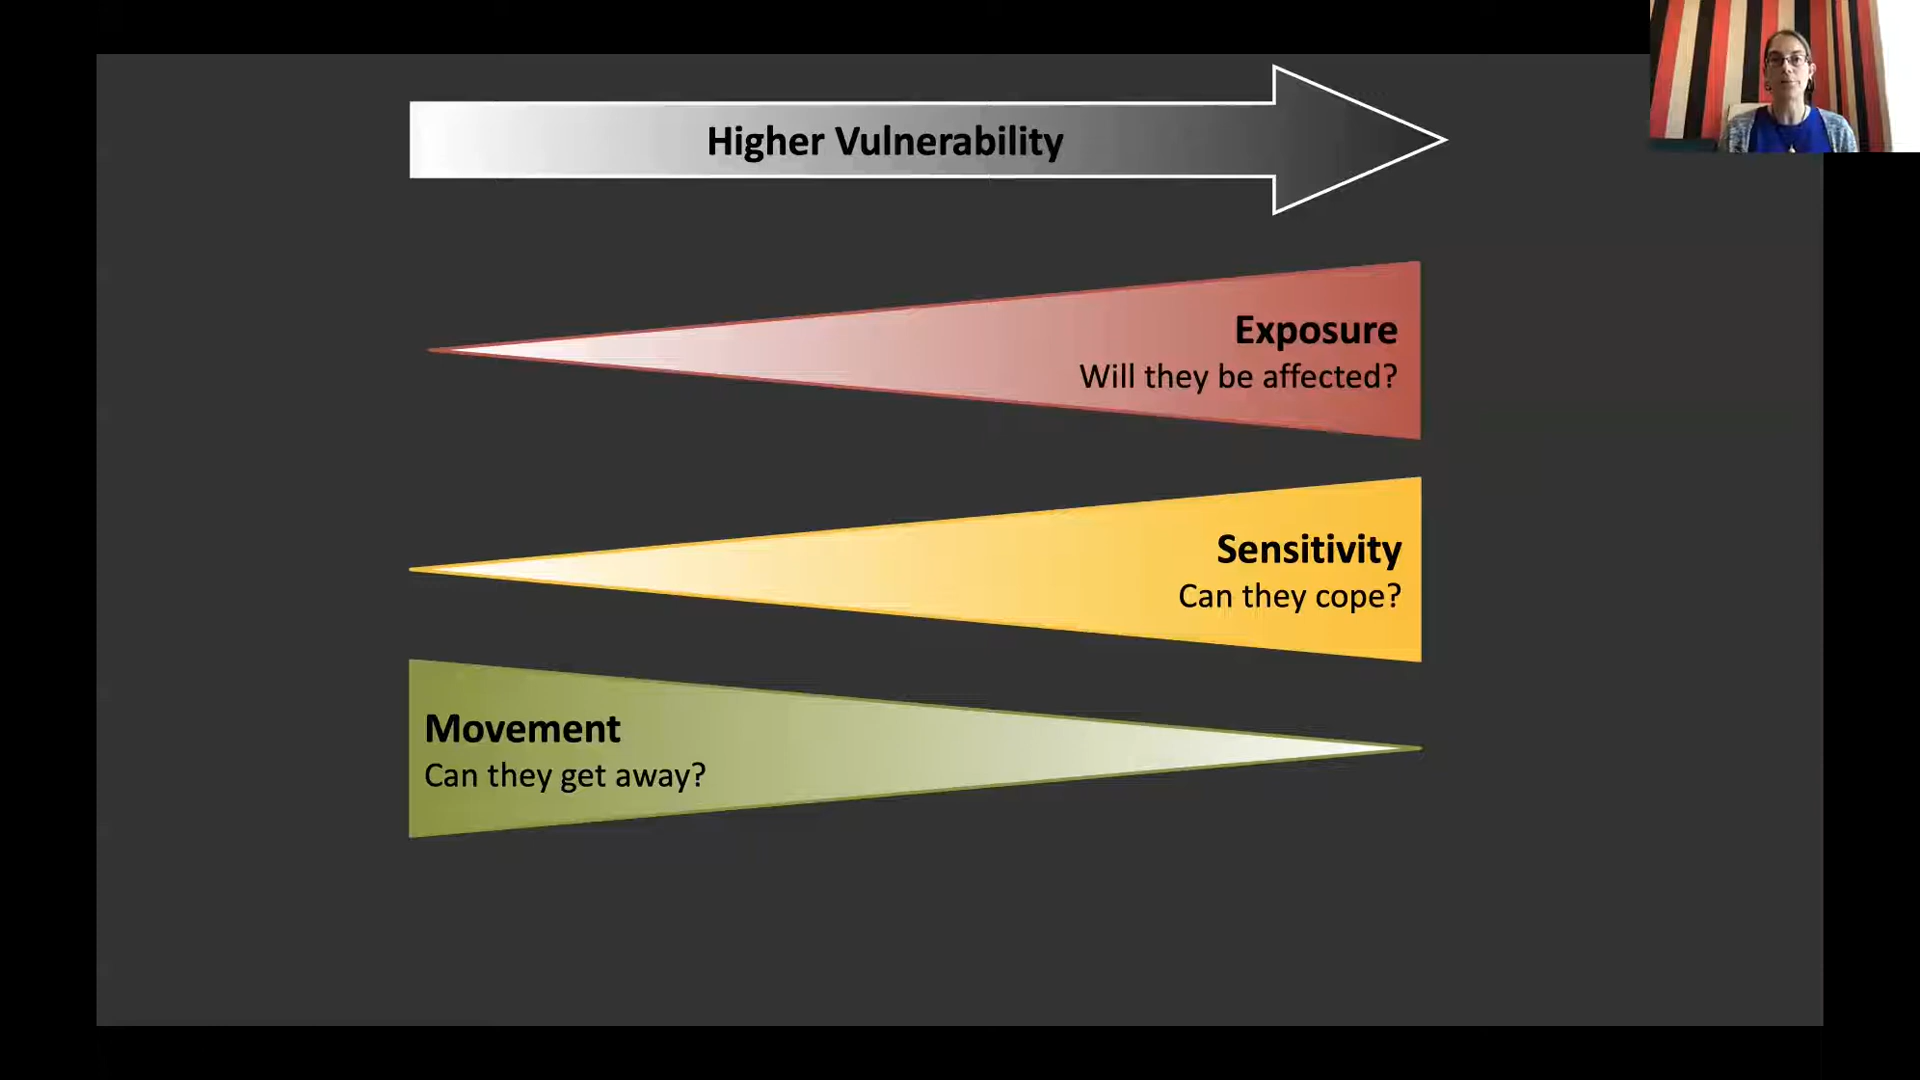 Higher Vulnerability
Exposure
Will they be affected?
Sensitivity
Can they cope?
Movement
Can they get away?